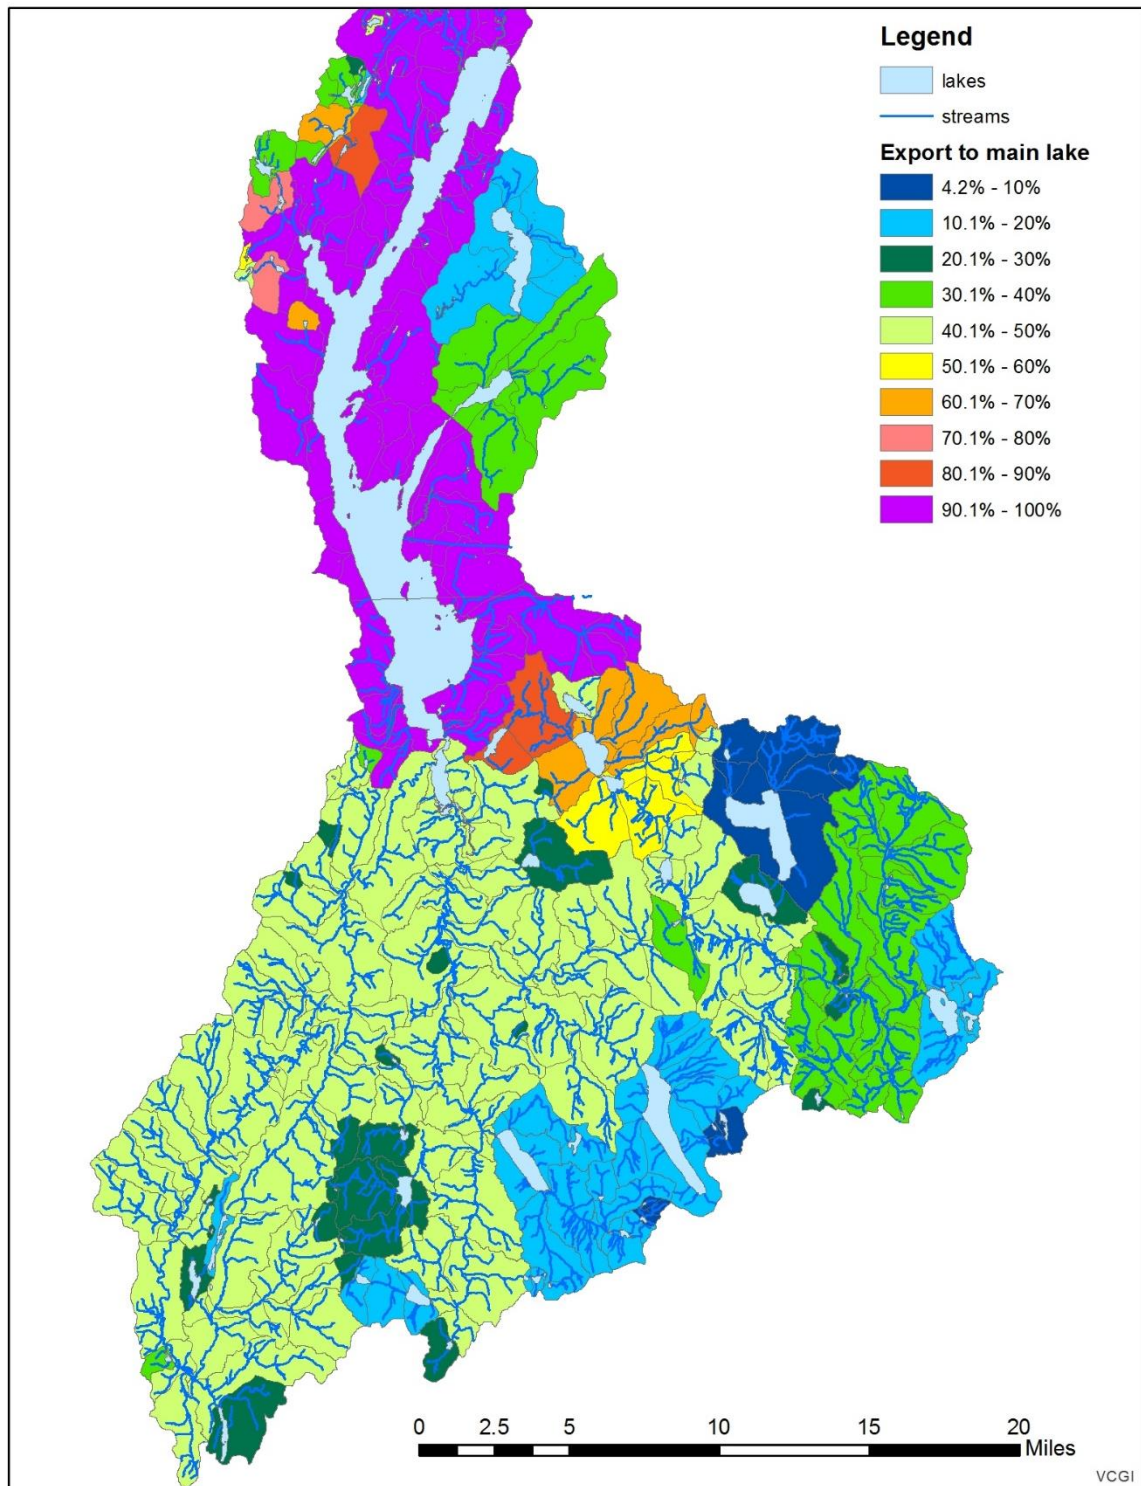 Legend
lakes
streams
Export to main lake
4.2% - 10%
10.1% - 20%
20.1% - 30%
30.1% - 40%
40.1% - 50%
50.1% - 60%
60.1% - 70%
70.1% - 80%
80.1% - 90%
90.1% - 100%
0 2.5 5 10 15 20
Miles
VCGI